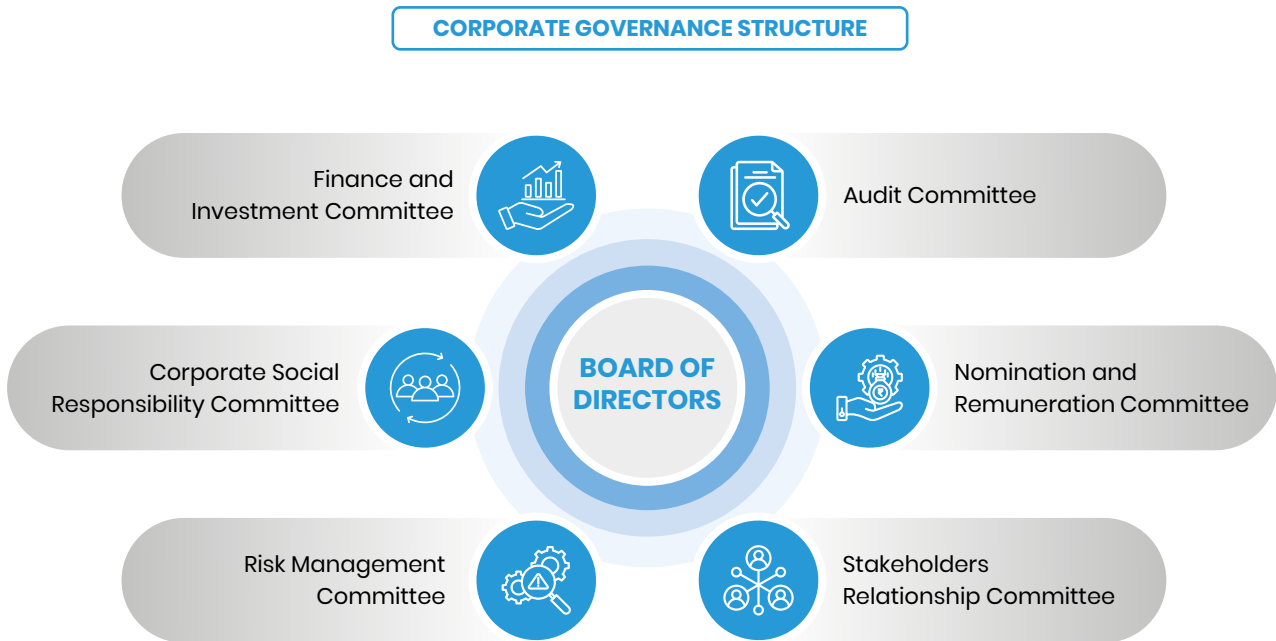 CORPORATE GOVERNANCE STRUCTURE
Finance and
Investment Committee
Audit Committee
Corporate Social
Responsibility Committee
BOARD OF
DIRECTORS
Nomination and
Remuneration Committee
Risk Management
Committee
Stakeholders
Relationship Committee